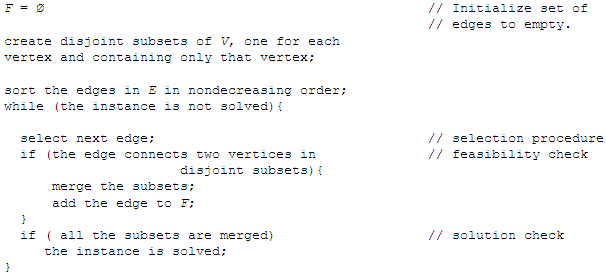 F = Ø // Initialize set of
// edges to empty.
create disjoint subsets of V, one for each
vertex and containing only that vertex;
sort the edges in E in nondecreasing order;
while (the instance is not solved){
select next edge; // selection procedure
if (the edge connects two vertices in // feasibility check
disjoint subsets){
merge the subsets;
add the edge to F;
}
if ( all the subsets are merged) // solution check
the instance is solved;
}